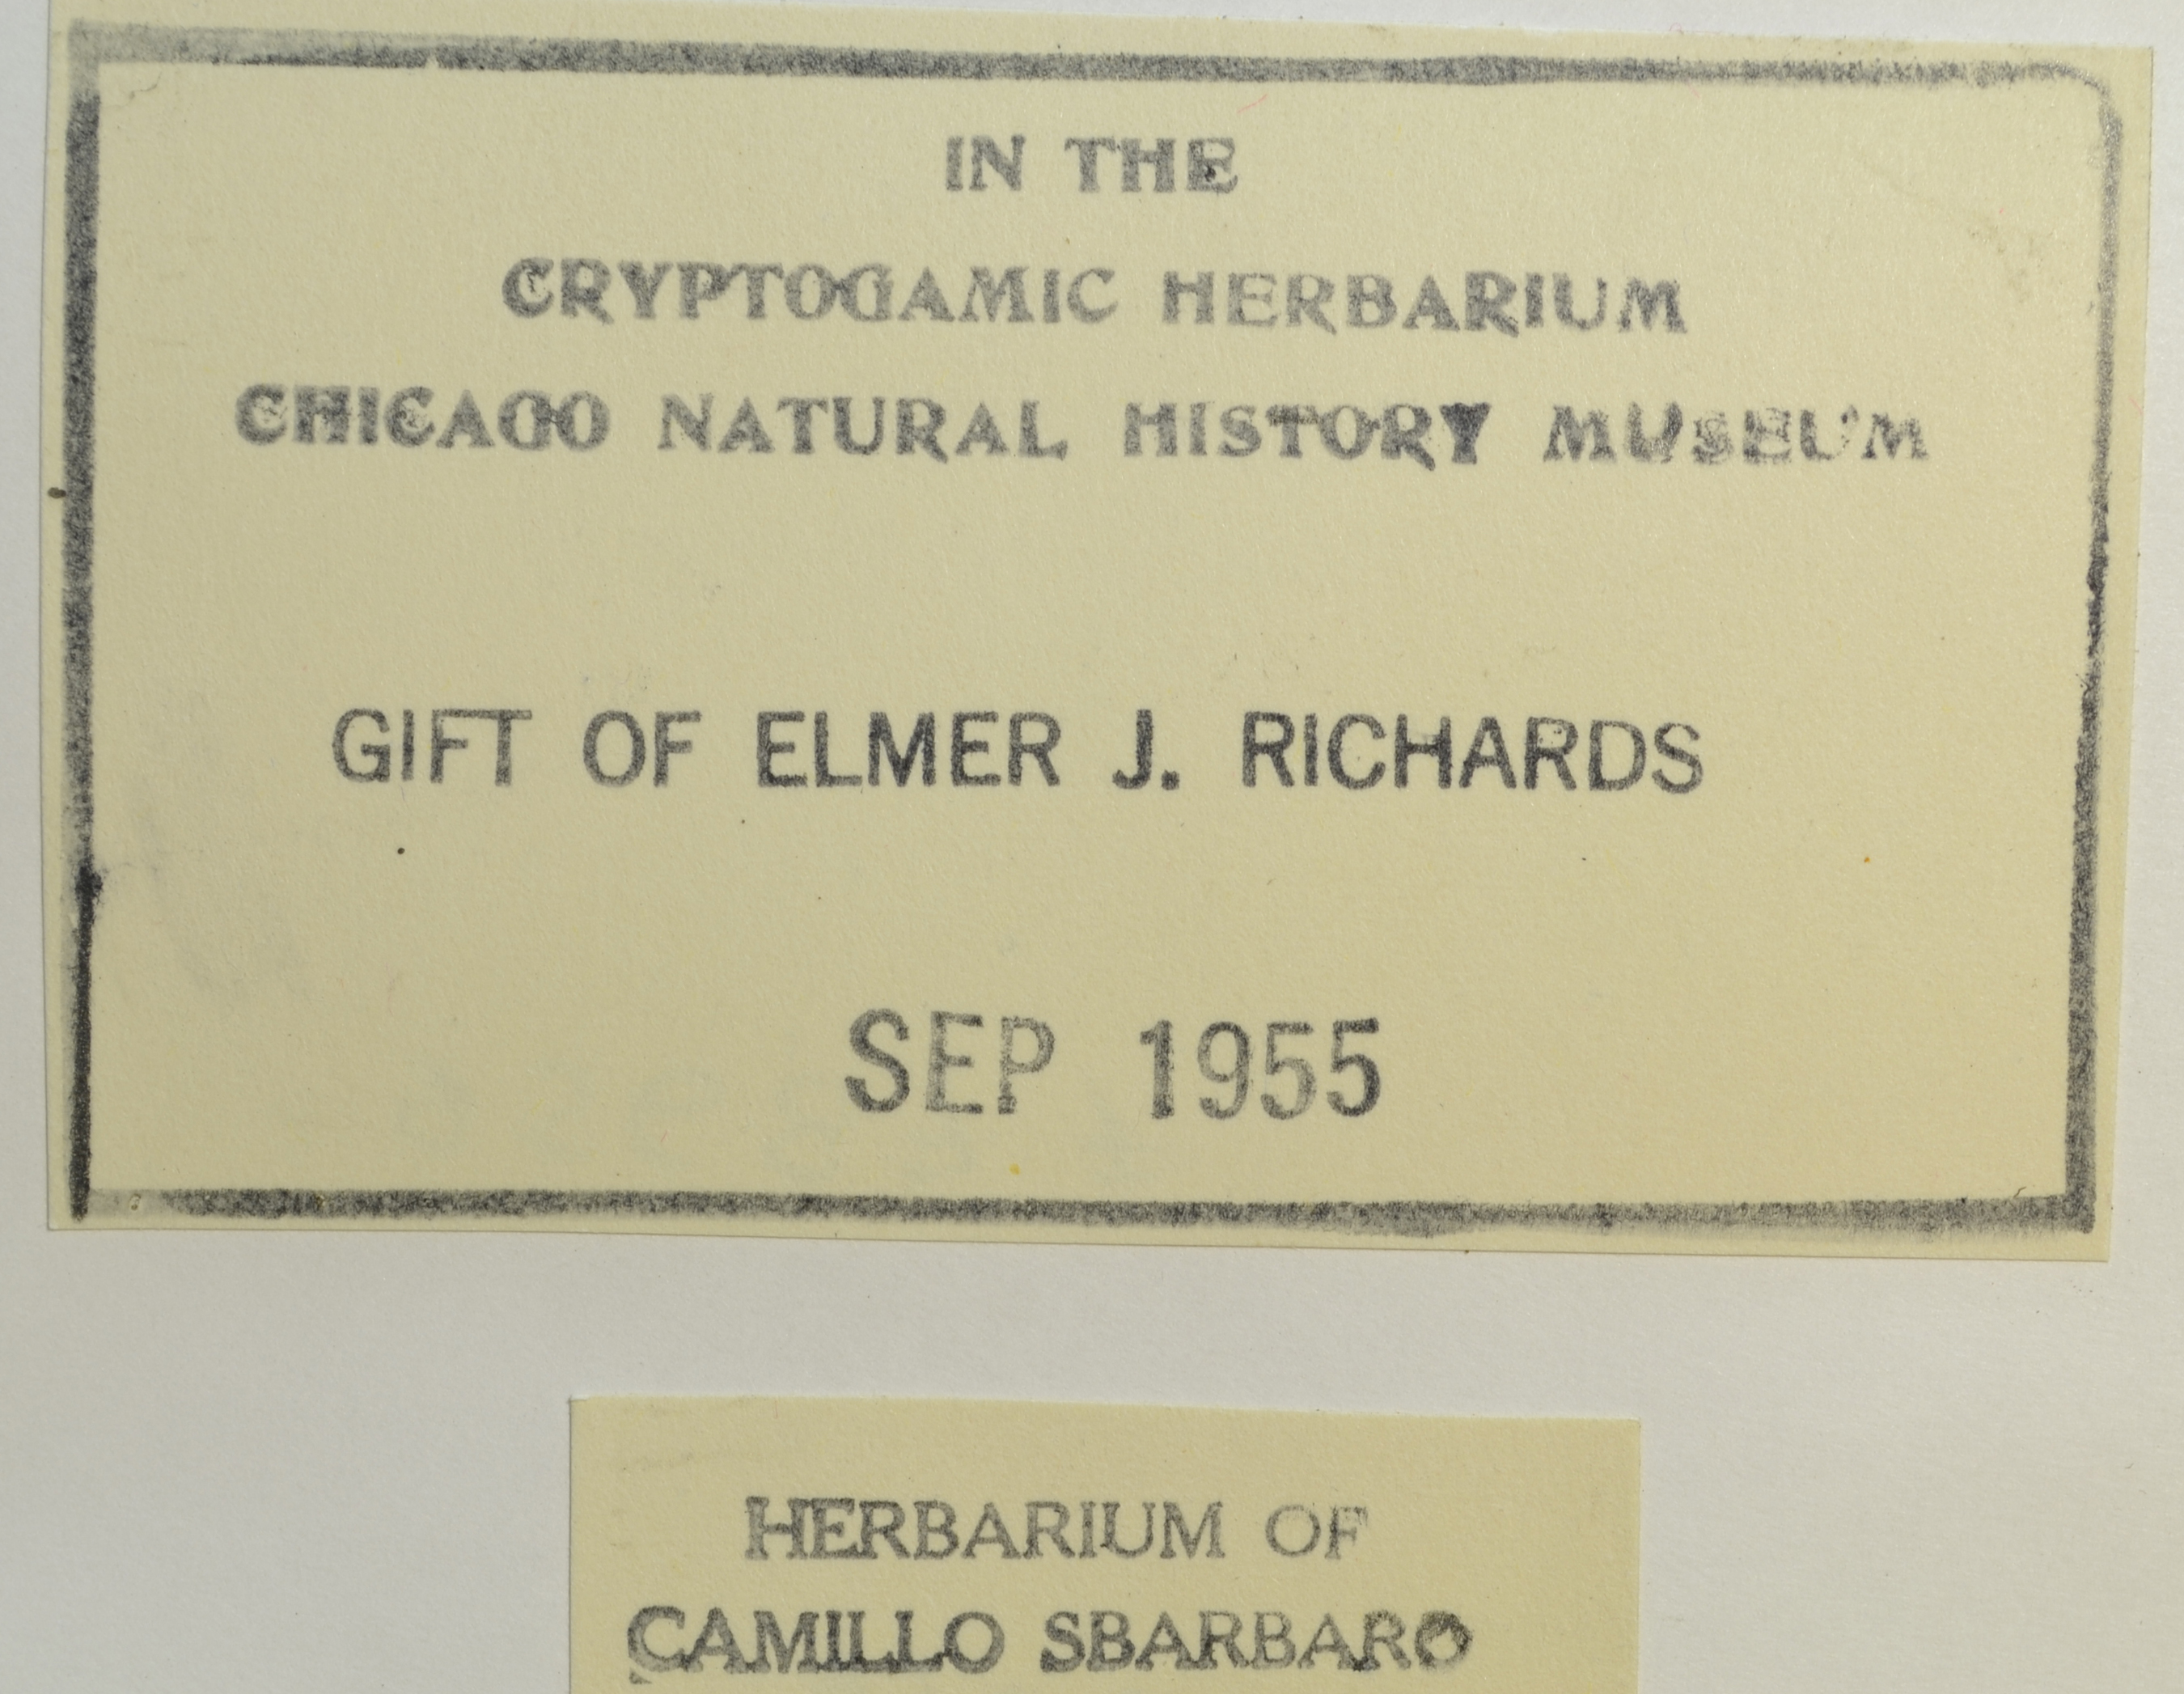 IN THE
CRYPTOGAMIC HERBARIUM
CHICAGO NATURAL HISTORY MUSEUM
GIFT OF ELMER J. RICHARDS
SEP 1955
HERBARIUM OF
CAMILLO SBARBARO